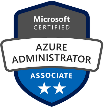 Microsoft
CERTIFIED
AZURE
ADMINISTRATOR
ASSOCIATE